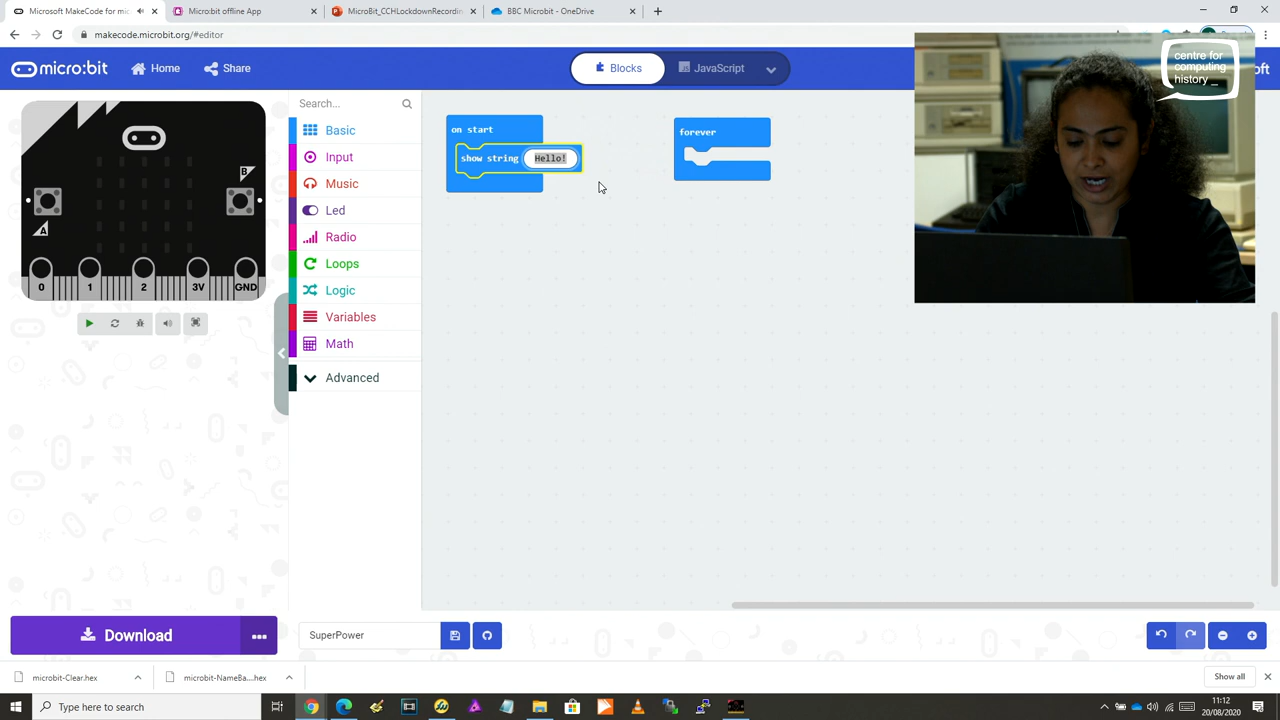 Microsoft MakeCode for mic
Micro:bit offline App
MicroBit_CCHLockdownRecordin
BBC Micro:bit - OneDrive
makecode.microbit.org/#editor
micro:bit
Home
Share
Blocks
JavaScript
centre for
computing
history _
Search...
Basic
Input
Music
Led
Radio
Loops
Logic
Variables
Math
Advanced
on start
show string
Hello!
forever
A
B
0
1
2
3V
GND
Download
SuperPower
microbit-Clear.hex
microbit-NameBa....hex
Show all
Type here to search
11:12
20/08/2020